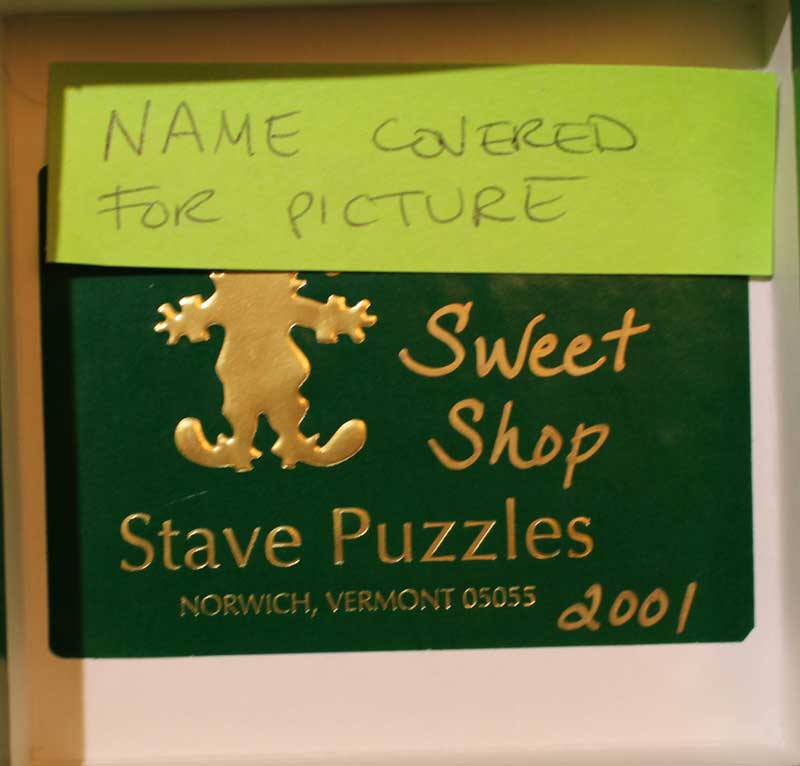 NAME COVERED
FOR PICTURE
Sweet
Shop
Stave Puzzles
NORWICH, VERMONT 05055
2001